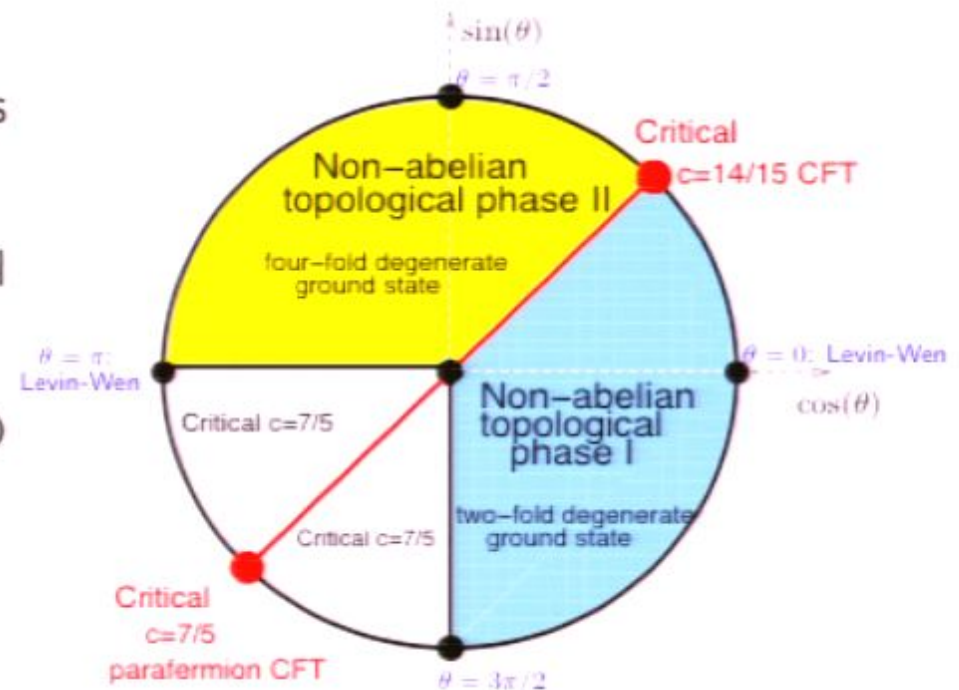 sin(θ)
θ = π/2
Critical
c=14/15 CFT
Non-abelian
topological phase II
four-fold degenerate
ground state
θ = π:
Levin-Wen
θ = 0: Levin-Wen
cos(θ)
Non-abelian
topological
phase I
Critical c=7/5
two-fold degenerate
ground state
Critical c=7/5
Critical
c=7/5
parafermion CFT
θ = 3π/2